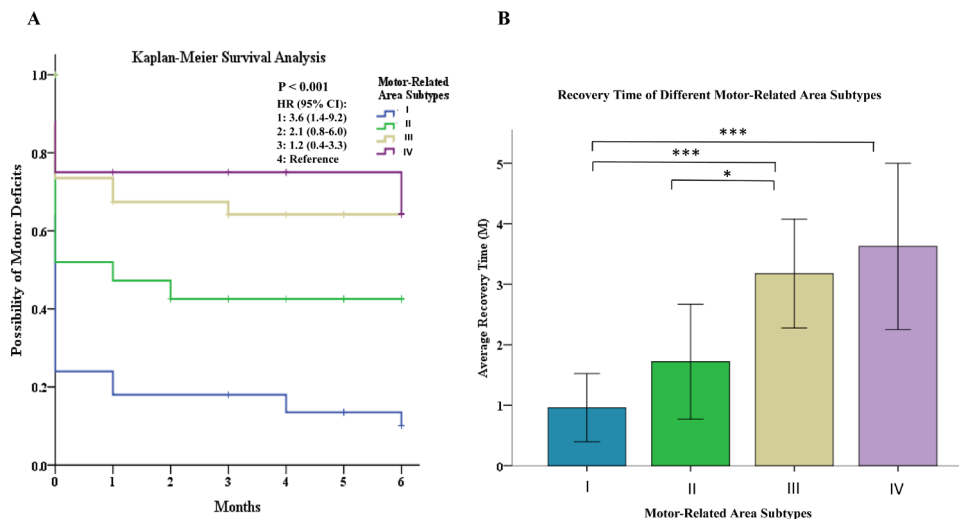 A
Kaplan-Meier Survival Analysis
P < 0.001
HR (95% CI):
1: 3.6 (1.4-9.2)
2: 2.1 (0.8-6.0)
3: 1.2 (0.4-3.3)
4: Reference
Motor-Related
Area Subtypes
I
II
III
IV
Possibility of Motor Deficits
1.0
0.8
0.6
0.4
0.2
0.0
0 1 2 3 4 5 6
Months
B
Recovery Time of Different Motor-Related Area Subtypes
***
***
*
Average Recovery Time (M)
5
4
3
2
1
0
I II III IV
Motor-Related Area Subtypes